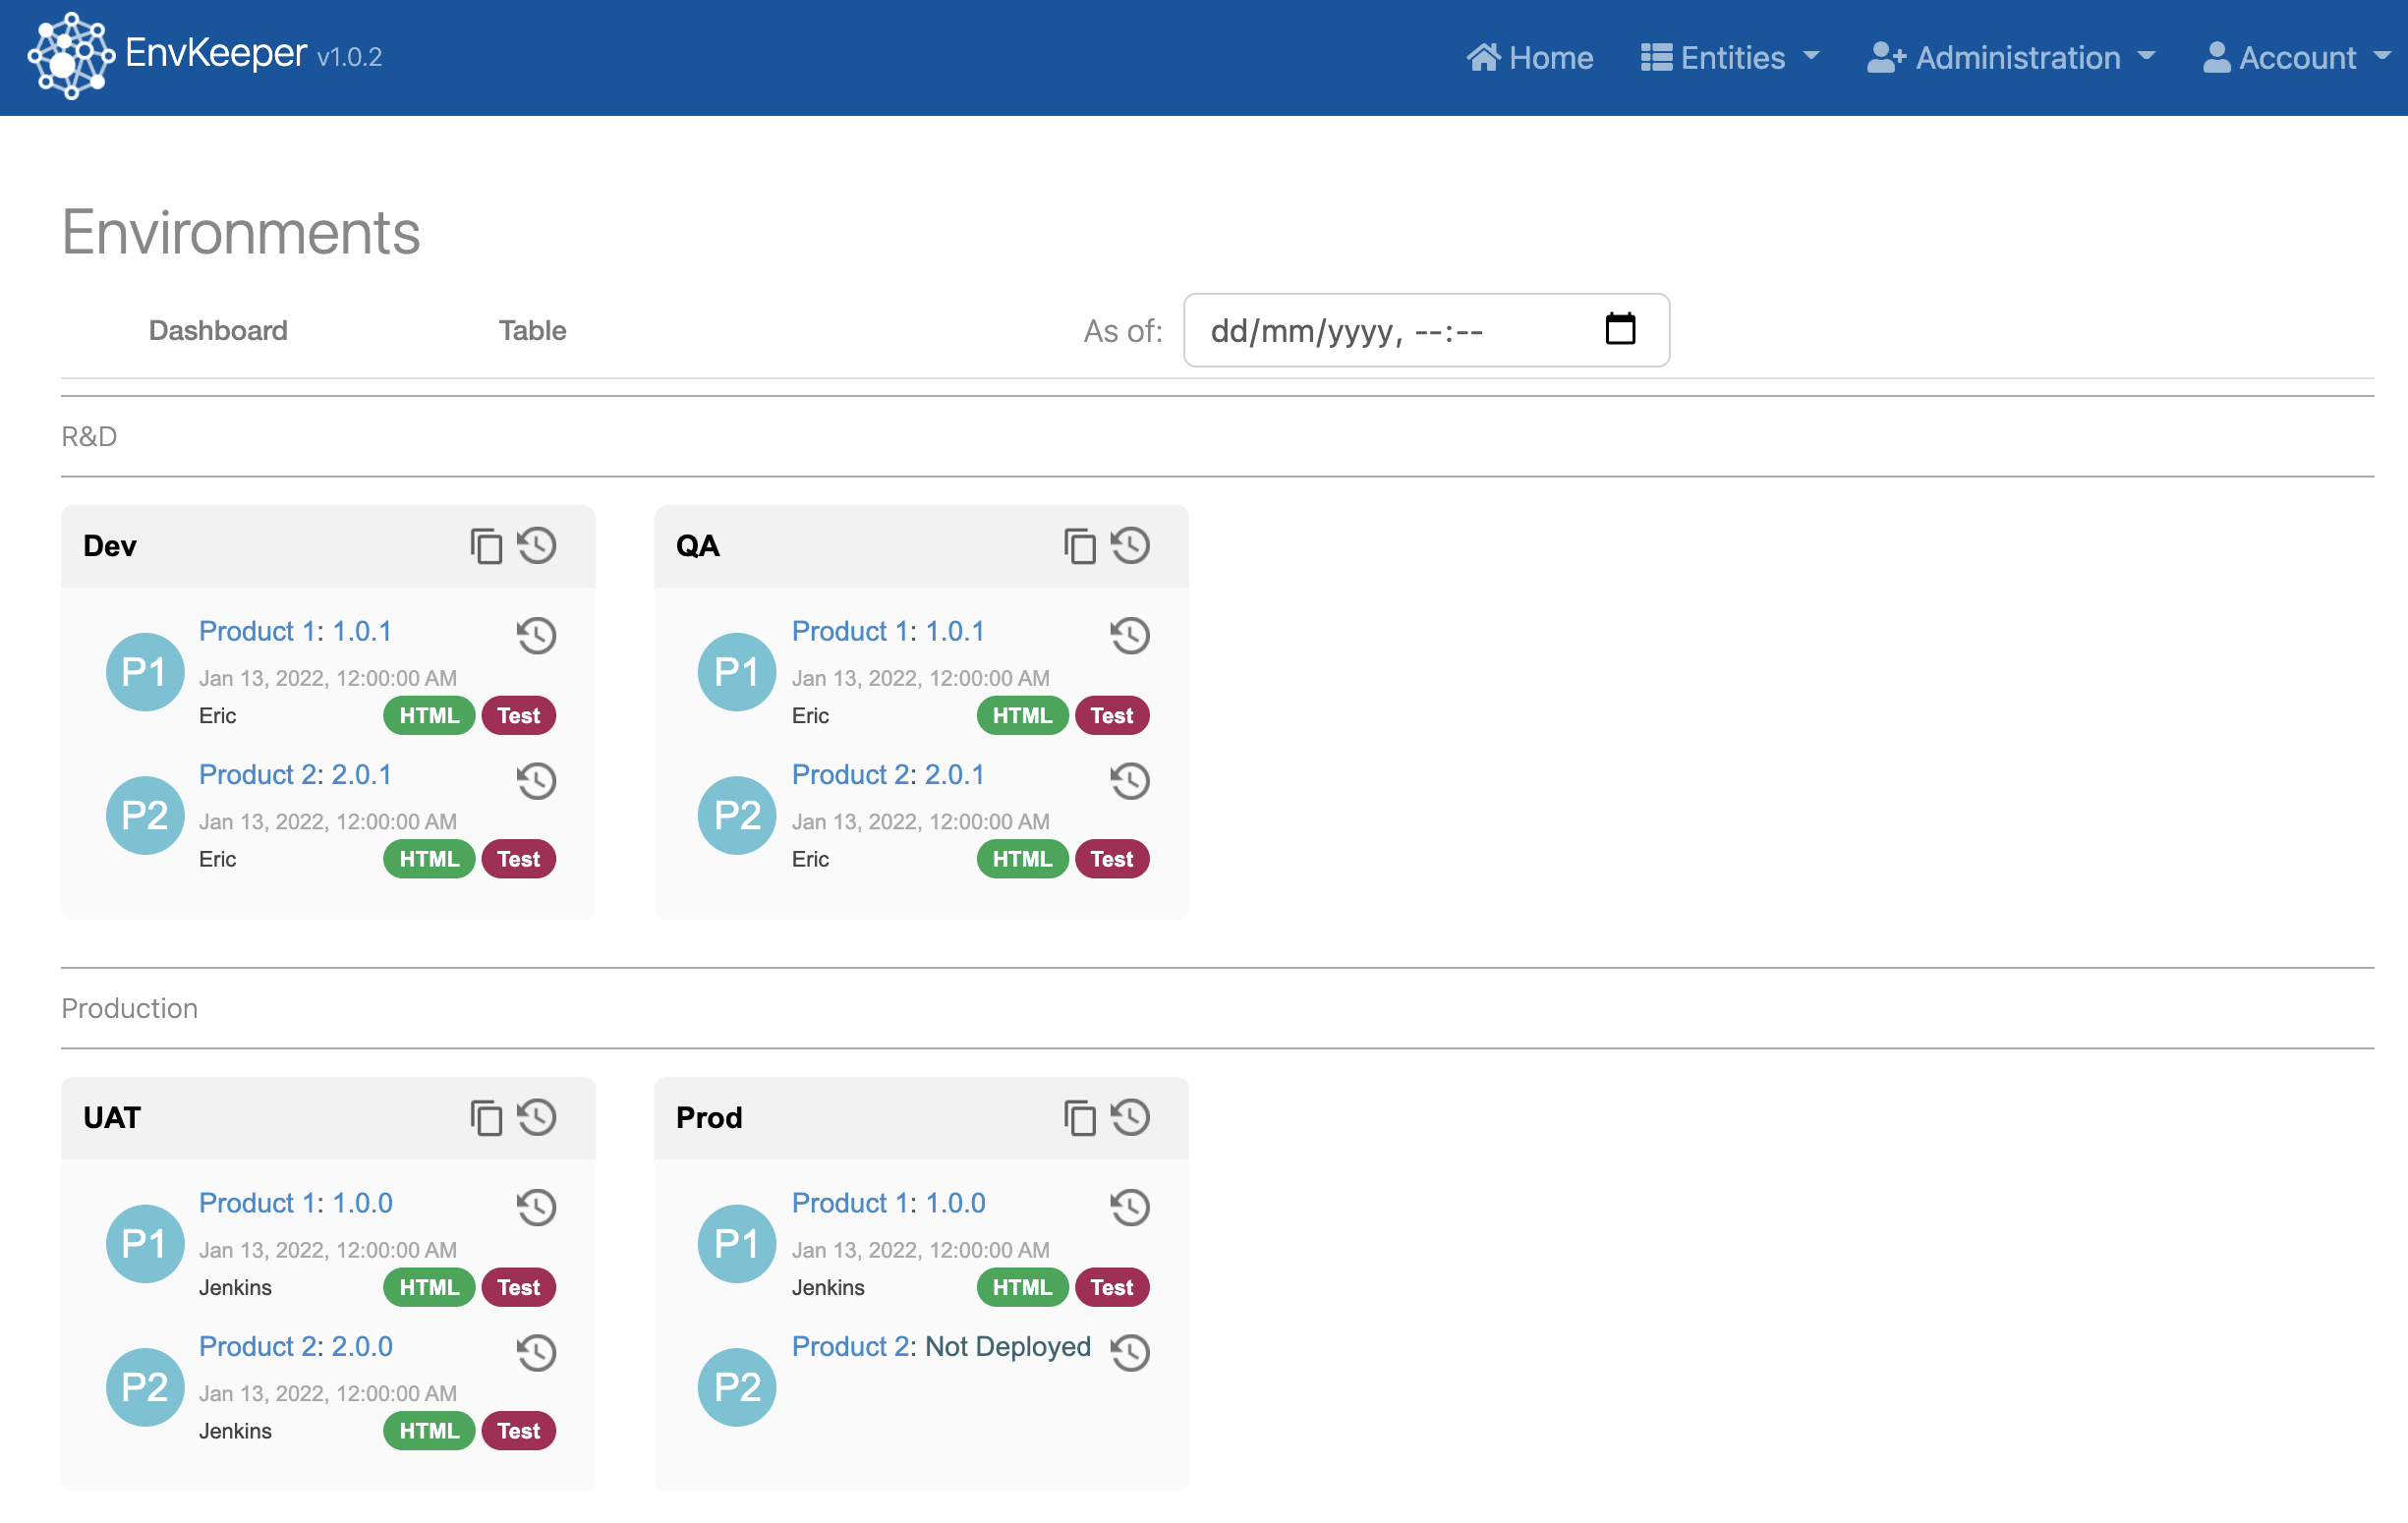 EnvKeeper v1.0.2
Home Entities Administration Account
Environments
Dashboard Table As of: dd/mm/yyyy, --:--
R&D
Dev
P1
Product 1: 1.0.1
Jan 13, 2022, 12:00:00 AM
Eric HTML Test
P2
Product 2: 2.0.1
Jan 13, 2022, 12:00:00 AM
Eric HTML Test
QA
P1
Product 1: 1.0.1
Jan 13, 2022, 12:00:00 AM
Eric HTML Test
P2
Product 2: 2.0.1
Jan 13, 2022, 12:00:00 AM
Eric HTML Test
Production
UAT
P1
Product 1: 1.0.0
Jan 13, 2022, 12:00:00 AM
Jenkins HTML Test
P2
Product 2: 2.0.0
Jan 13, 2022, 12:00:00 AM
Jenkins HTML Test
Prod
P1
Product 1: 1.0.0
Jan 13, 2022, 12:00:00 AM
Jenkins HTML Test
P2
Product 2: Not Deployed